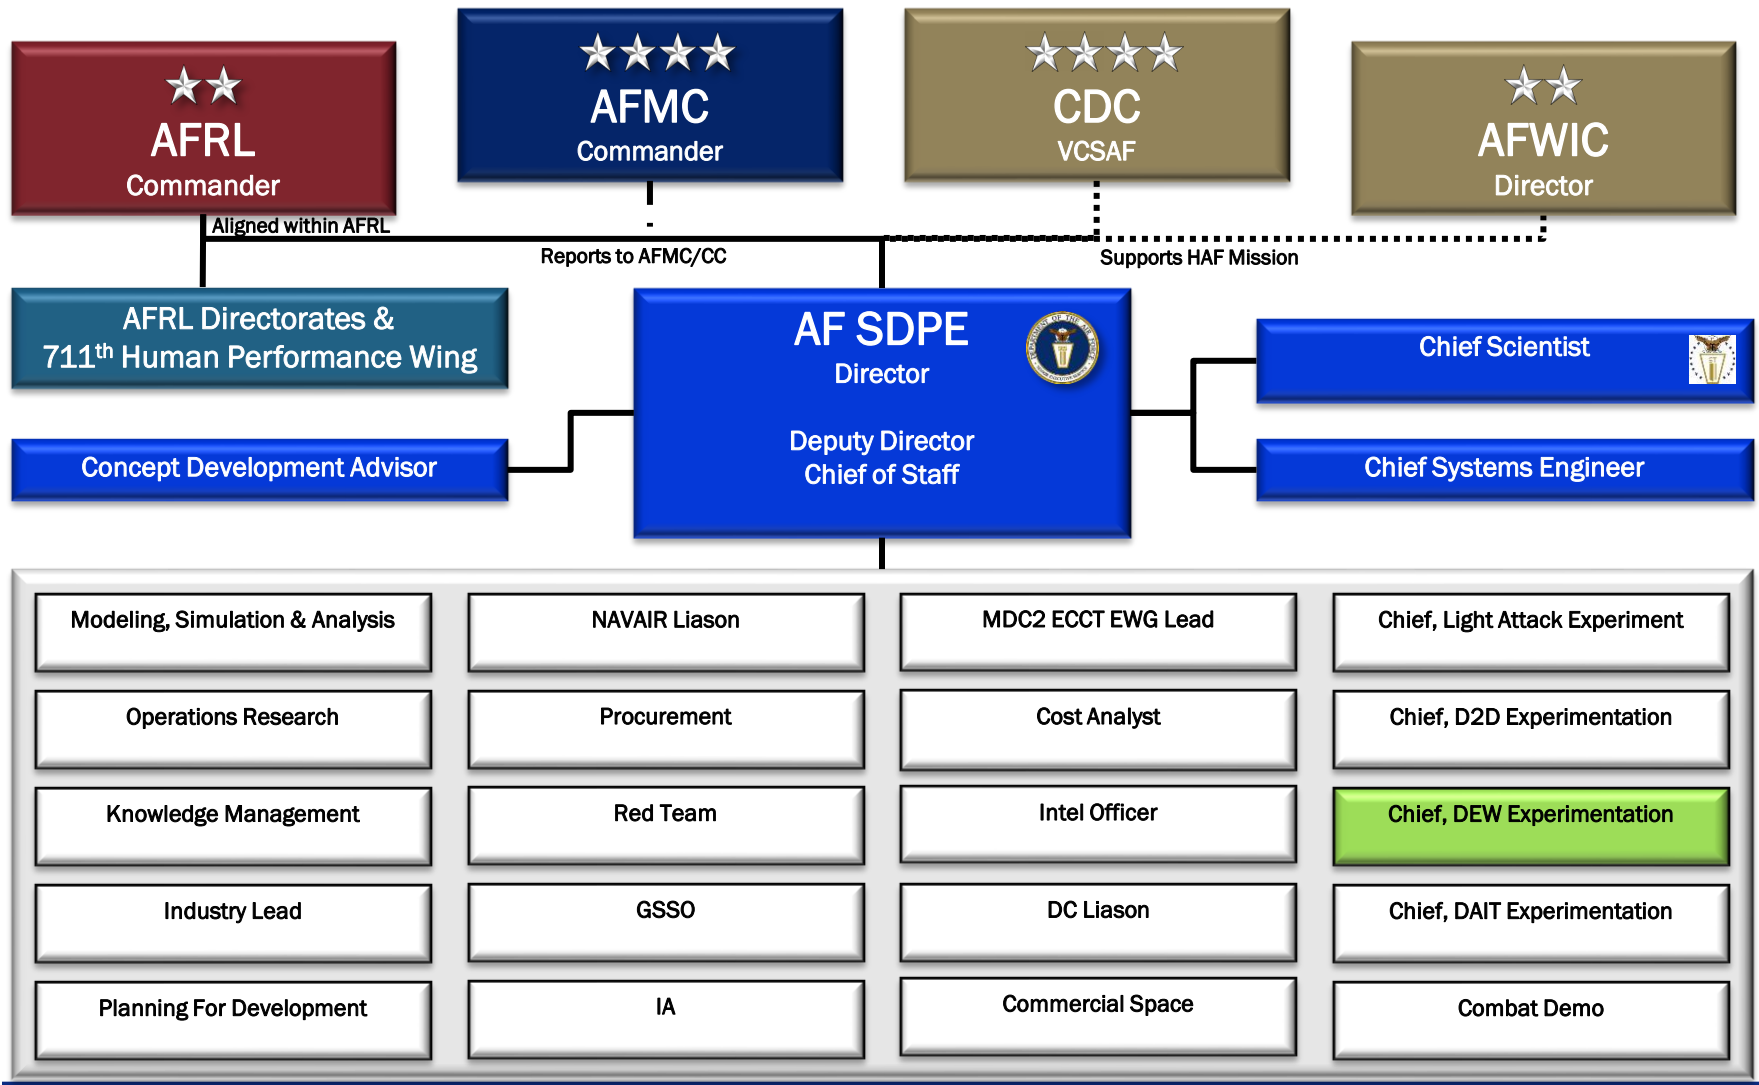 AFRL
Commander
AFMC
Commander
CDC
VCSAF
AFWIC
Director
Aligned within AFRL
Reports to AFMC/CC
Supports HAF Mission
AFRL Directorates &
711th Human Performance Wing
Concept Development Advisor
AF SDPE
Director
Deputy Director
Chief of Staff
Chief Scientist
Chief Systems Engineer
Modeling, Simulation & Analysis
NAVAIR Liason
MDC2 ECCT EWG Lead
Chief, Light Attack Experiment
Operations Research
Procurement
Cost Analyst
Chief, D2D Experimentation
Knowledge Management
Red Team
Intel Officer
Chief, DEW Experimentation
Industry Lead
GSSO
DC Liason
Chief, DAIT Experimentation
Planning For Development
IA
Commercial Space
Combat Demo